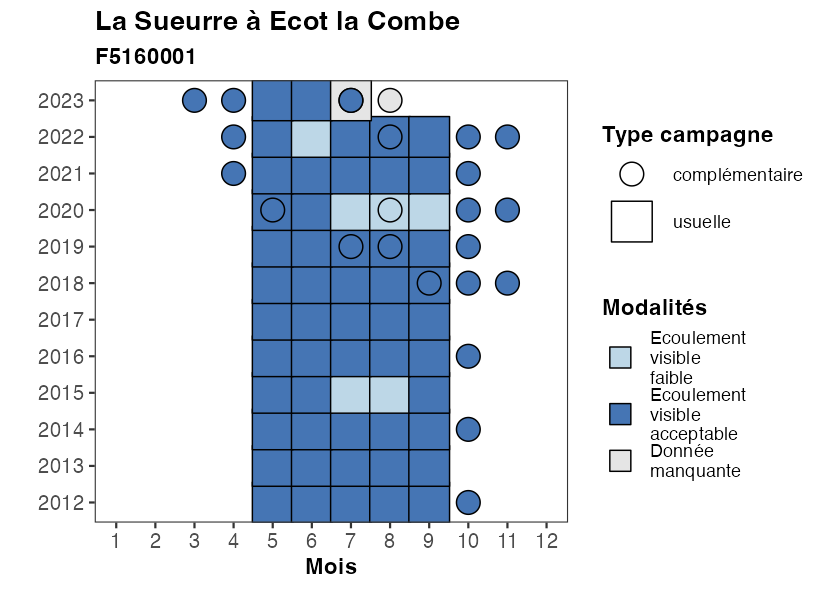 La Sueurre à Ecot la Combe
F5160001
2023
2022
2021
2020
2019
2018
2017
2016
2015
2014
2013
2012
1 2 3 4 5 6 7 8 9 10 11 12
Mois
Type campagne
complémentaire
usuelle
Modalités
Ecoulement
visible
faible
Ecoulement
visible
acceptable
Donnée
manquante